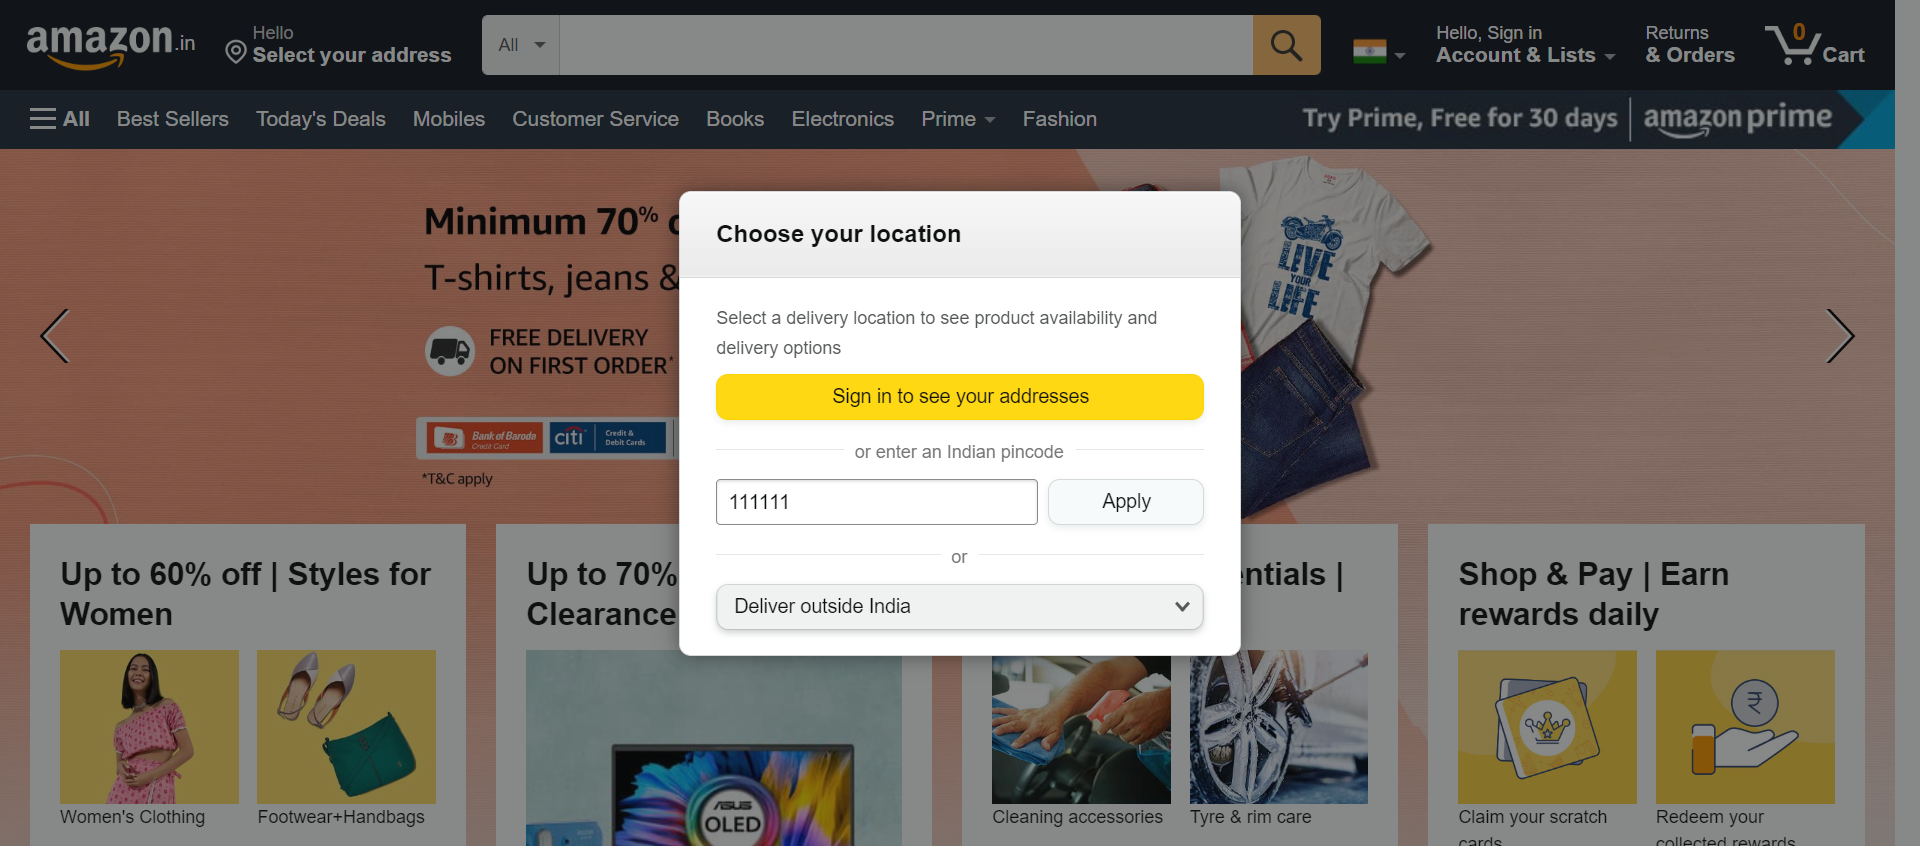 amazon.in
Hello
Select your address
All
Hello, Sign in
Account & Lists
Returns
& Orders
0
Cart
All
Best Sellers
Today's Deals
Mobiles
Customer Service
Books
Electronics
Prime
Fashion
Try Prime, Free for 30 days
amazon prime
Minimum 70%
T-shirts, jeans &
FREE DELIVERY
ON FIRST ORDER*
Bank of Baroda
Credit Card
citi
Credit &
Debit Cards
*T&C apply
LIVE
YOUR
LIFE
Choose your location
Select a delivery location to see product availability and
delivery options
Sign in to see your addresses
or enter an Indian pincode
111111
Apply
or
Deliver outside India
Up to 60% off | Styles for
Women
Women's Clothing
Footwear+Handbags
Up to 70%
Clearance
ASUS
OLED
entials |
Cleaning accessories
Tyre & rim care
Shop & Pay | Earn
rewards daily
₹
Claim your scratch
cards
Redeem your
collected rewards